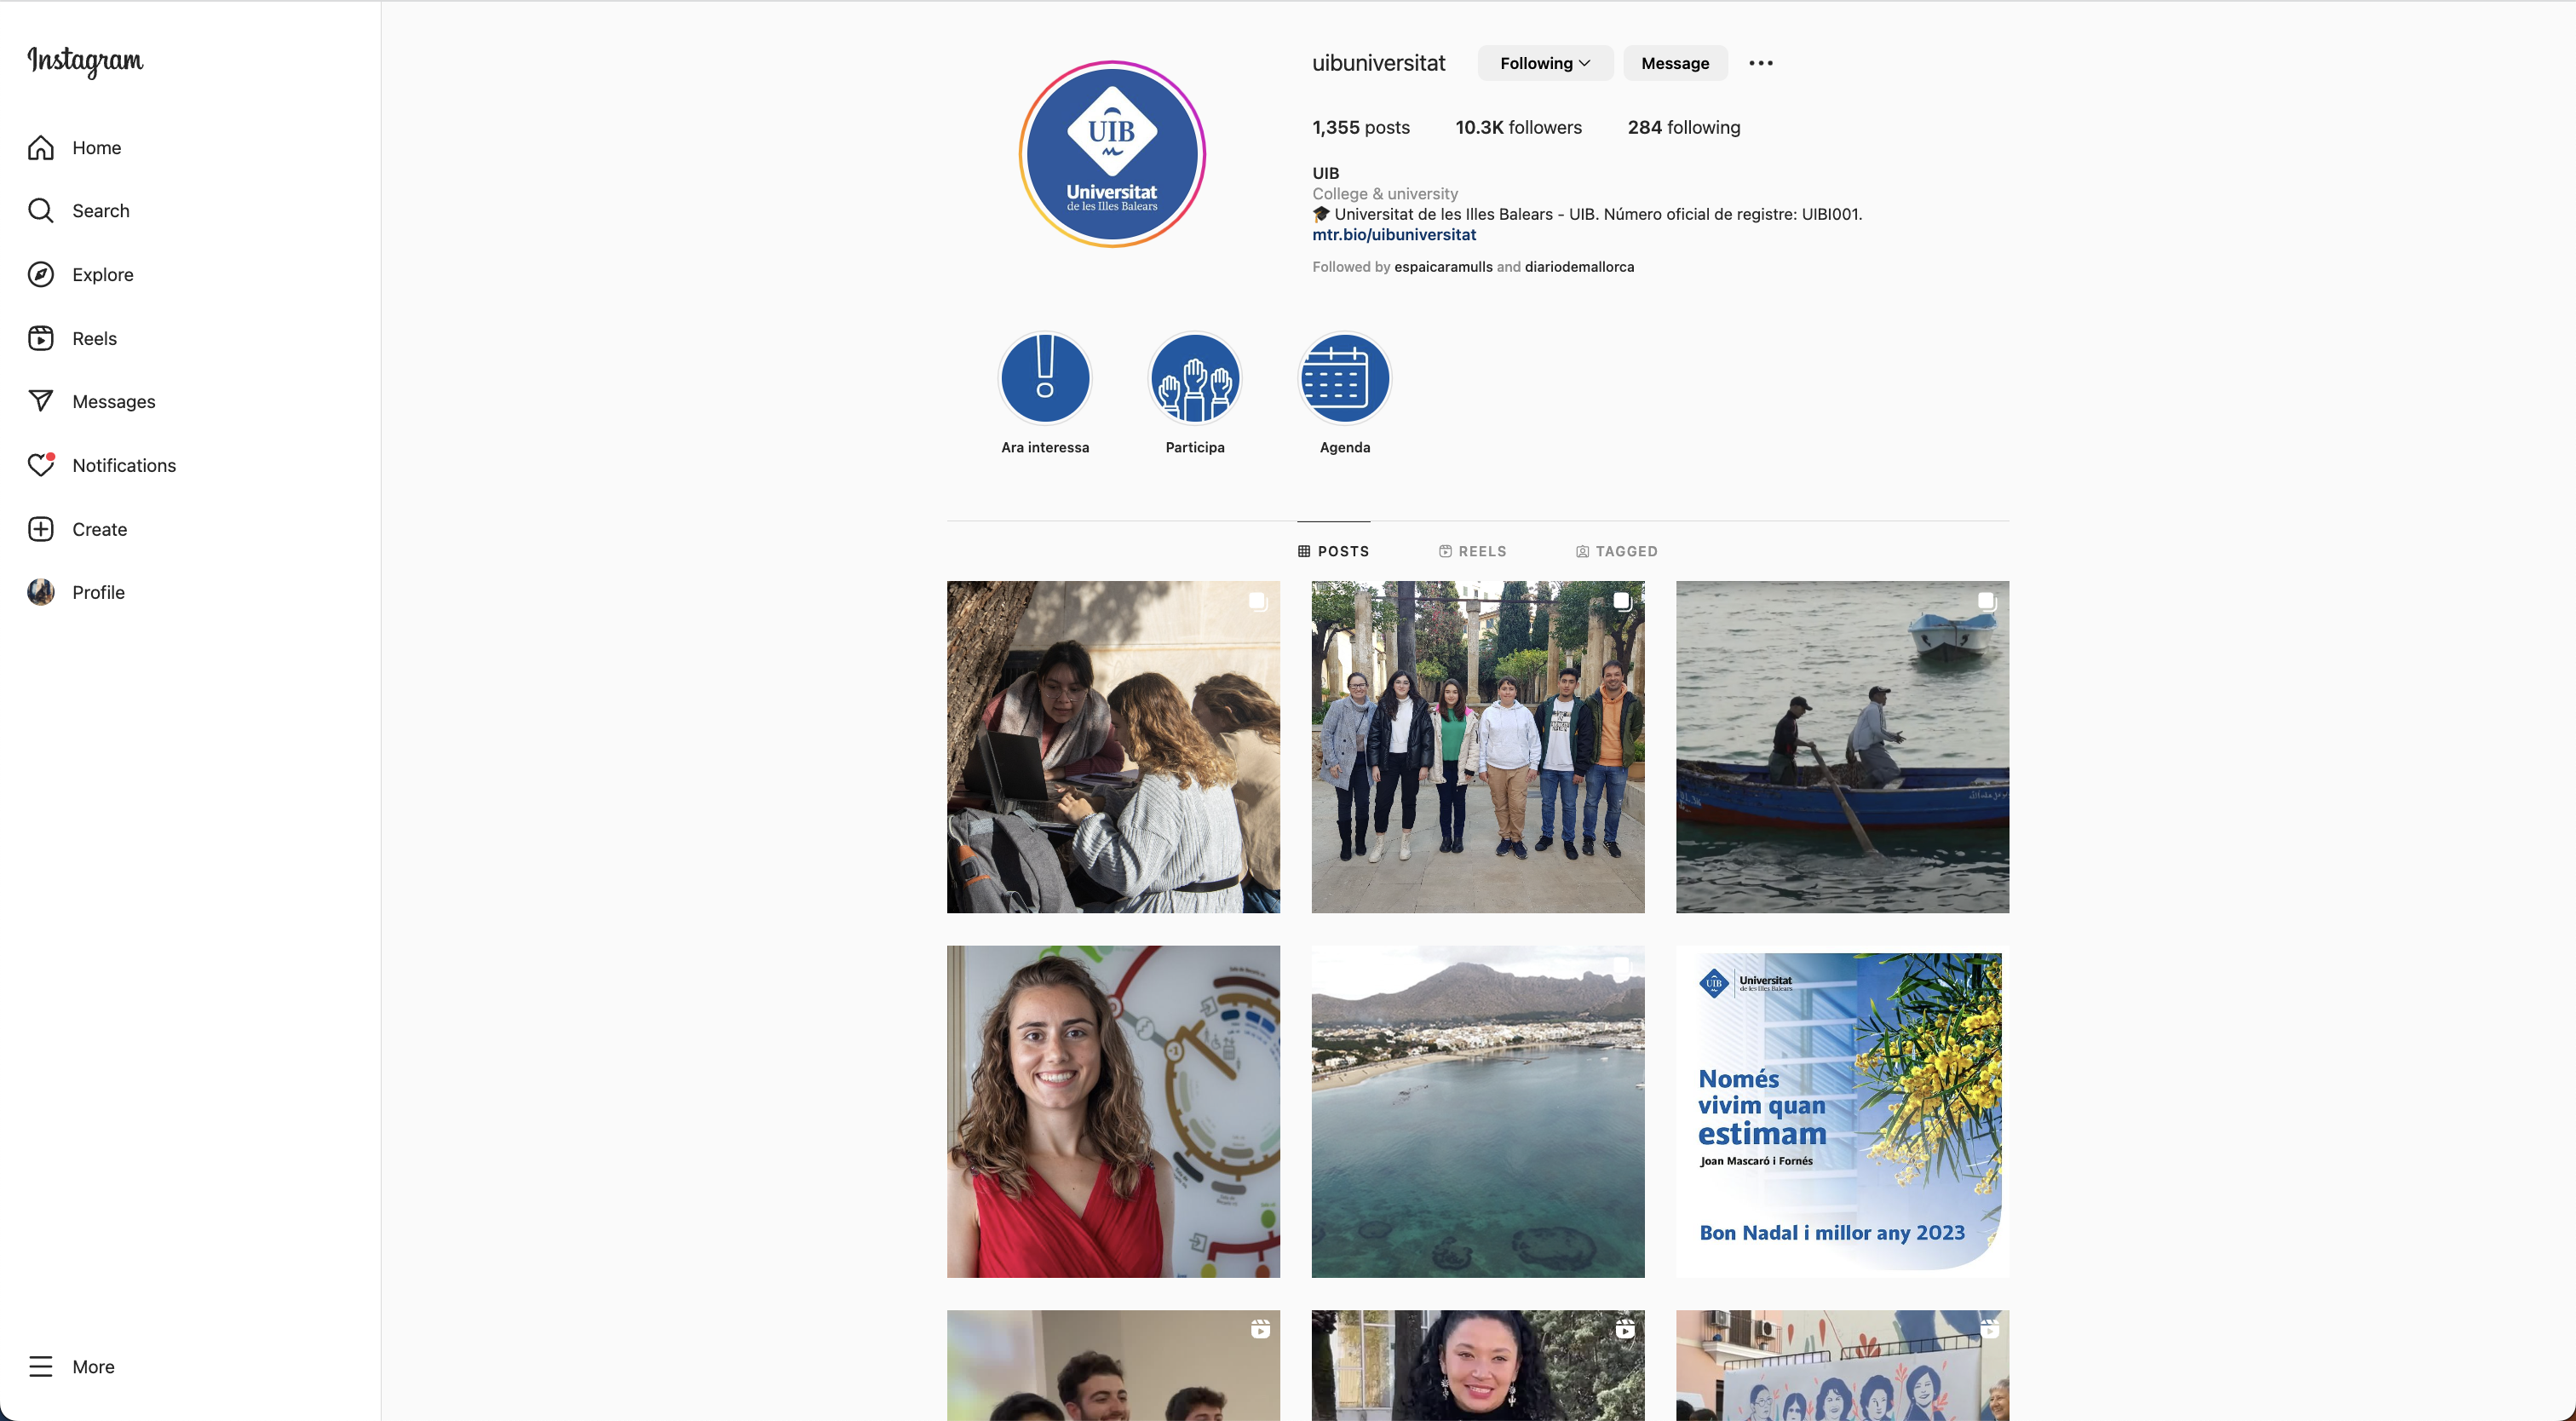 Instagram
Home
Search
Explore
Reels
Messages
Notifications
Create
Profile
More
uibuniversitat
Following
Message
1,355 posts
10.3K followers
284 following
UIB
College & university
🎓 Universitat de les Illes Balears - UIB. Número oficial de registre: UIBI001.
mtr.bio/uibuniversitat
Followed by espaicaramulls and diariodemallorca
UIB
Universitat
de les Illes Balears
Ara interessa
Participa
Agenda
POSTS
REELS
TAGGED
UIB
Universitat
de les Illes Balears
Només
vivim quan
estimam
Joan Mascaró i Fornés
Bon Nadal i millor any 2023